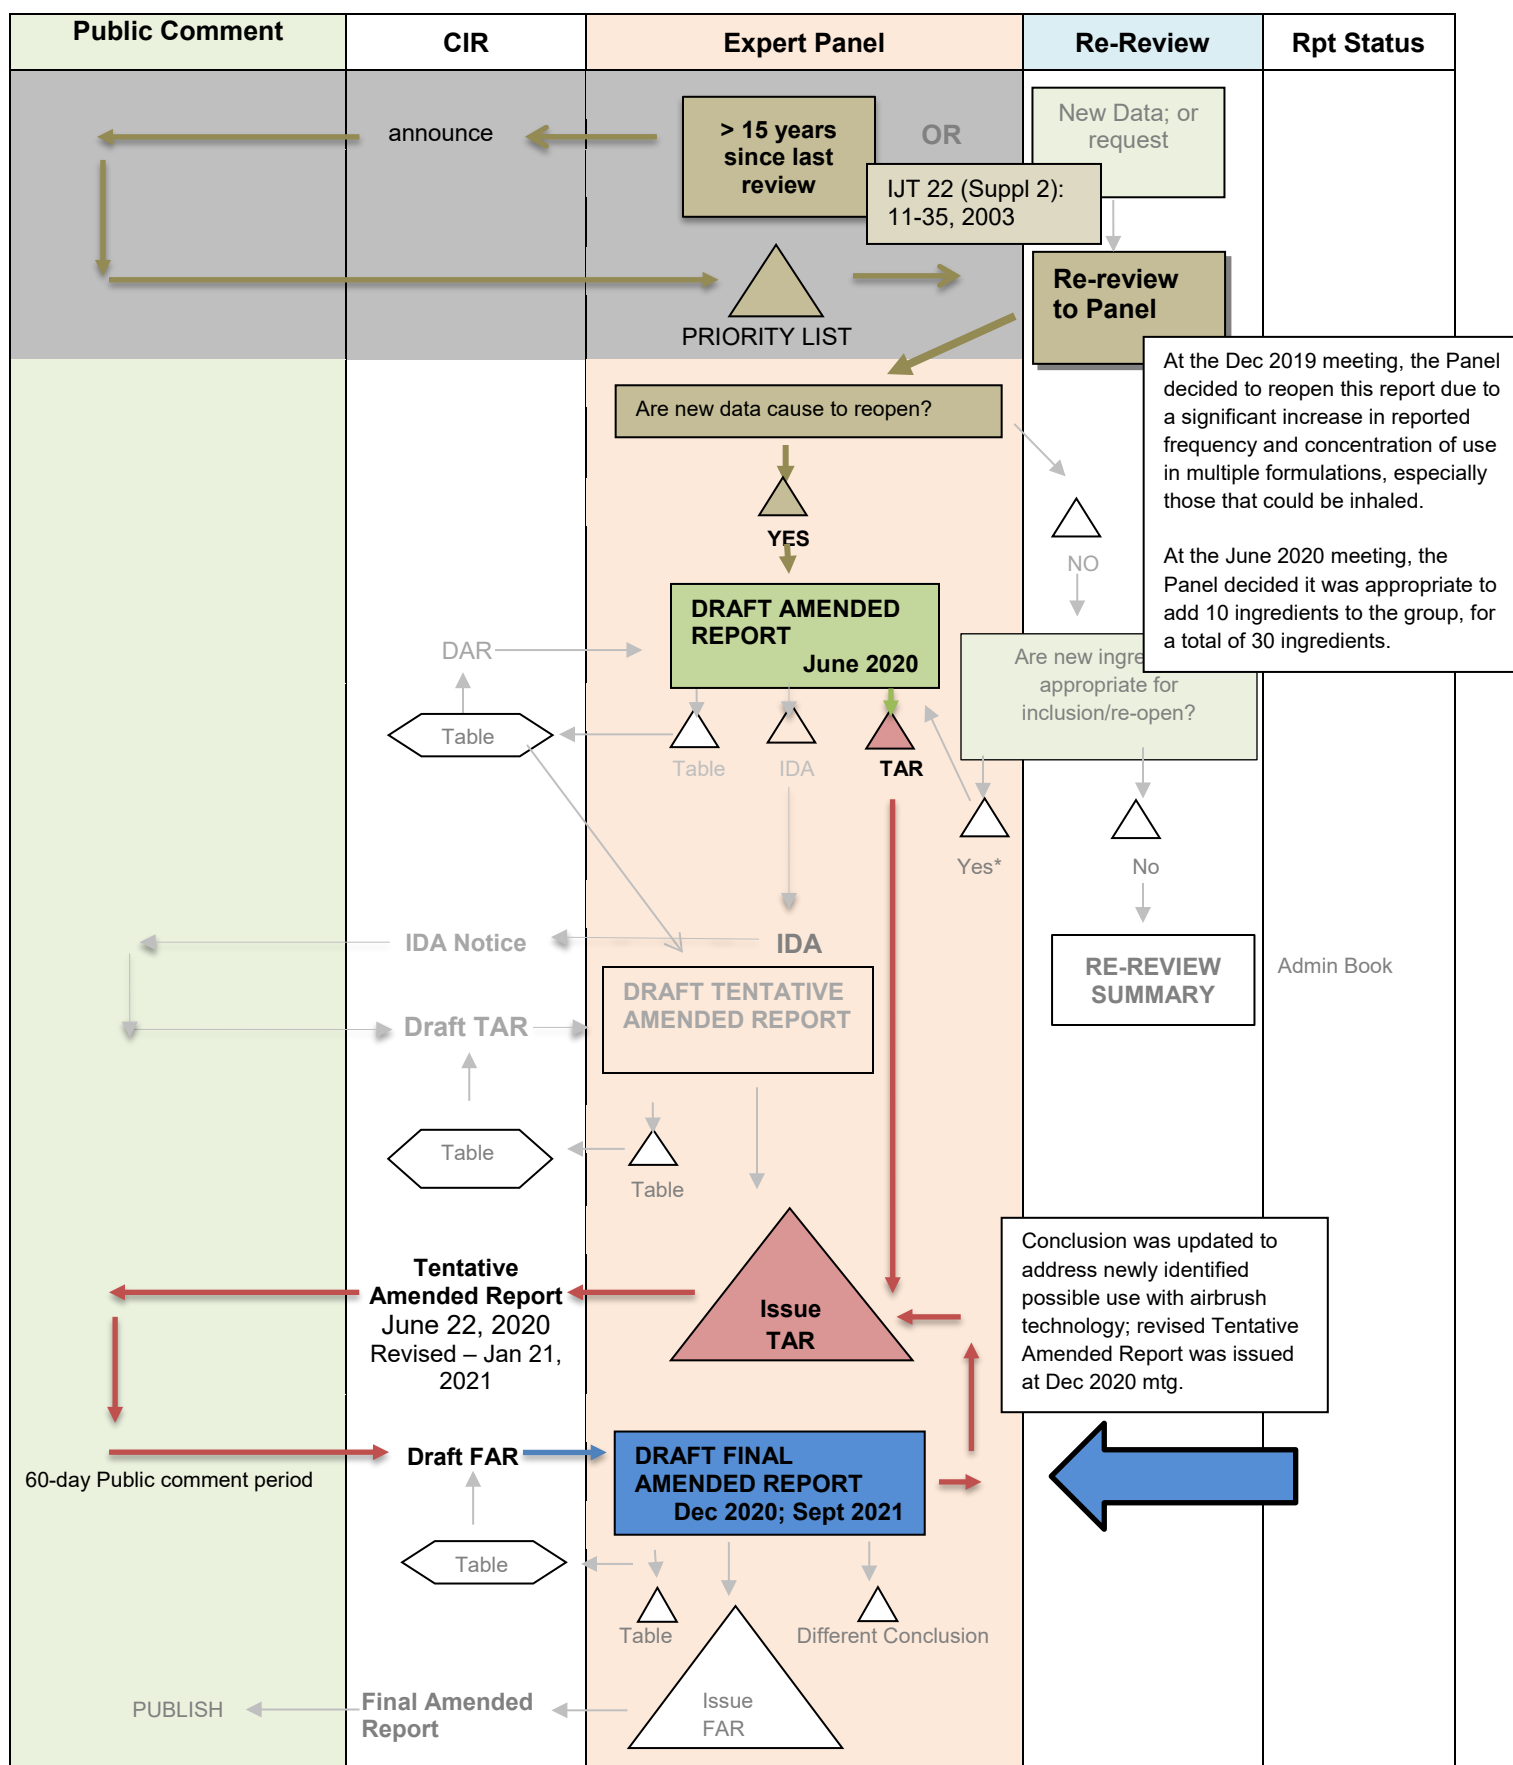 Public Comment
CIR
Expert Panel
Re-Review
Rpt Status
announce
> 15 years
since last
review
OR
New Data; or
request
IJT 22 (Suppl 2):
11-35, 2003
PRIORITY LIST
Re-review
to Panel
At the Dec 2019 meeting, the Panel
decided to reopen this report due to
a significant increase in reported
frequency and concentration of use
in multiple formulations, especially
those that could be inhaled.
At the June 2020 meeting, the
Panel decided it was appropriate to
add 10 ingredients to the group, for
a total of 30 ingredients.
Are new data cause to reopen?
YES
NO
DRAFT AMENDED
REPORT
June 2020
DAR
Are new ingre
appropriate for
inclusion/re-open?
Table
Table
IDA
TAR
Yes*
No
IDA Notice
IDA
RE-REVIEW
SUMMARY
Admin Book
DRAFT TENTATIVE
AMENDED REPORT
Draft TAR
Table
Table
Tentative
Amended Report
June 22, 2020
Revised – Jan 21,
2021
Issue
TAR
Conclusion was updated to
address newly identified
possible use with airbrush
technology; revised Tentative
Amended Report was issued
at Dec 2020 mtg.
60-day Public comment period
Draft FAR
DRAFT FINAL
AMENDED REPORT
Dec 2020; Sept 2021
Table
Table
Different Conclusion
PUBLISH
Final Amended
Report
Issue
FAR